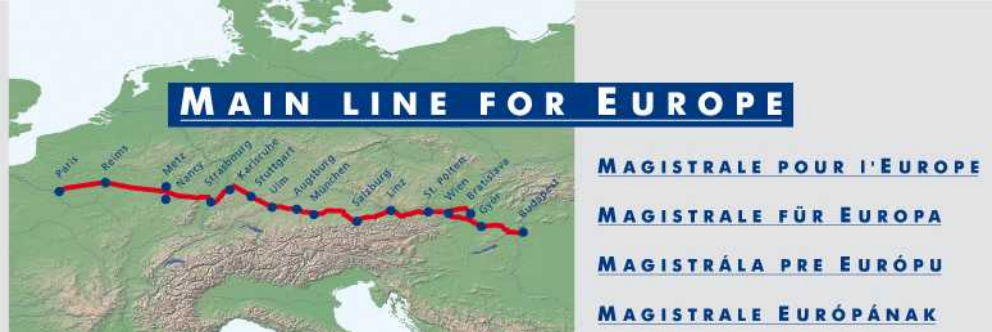 MAIN LINE FOR EUROPE
Paris
Reims
Metz
Nancy
Strasbourg
Karlsruhe
Stuttgart
Ulm
Augsburg
München
Salzburg
Linz
St. Pölten
Wien
Bratislava
Györ
Budapest
MAGISTRALE POUR l'EUROPE
MAGISTRALE FÜR EUROPA
MAGISTRÁLA PRE EURÓPU
MAGISTRALE EURÓPÁNAK